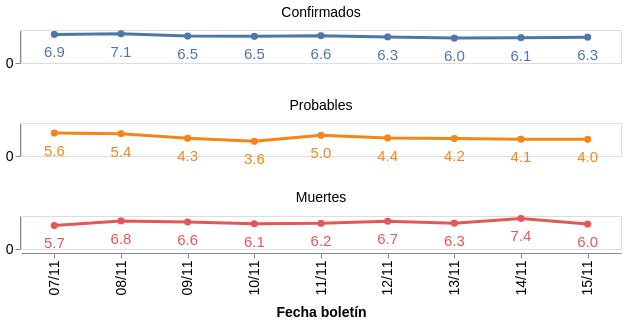 Confirmados
0
6.9 7.1 6.5 6.5 6.6 6.3 6.0 6.1 6.3
Probables
0
5.6 5.4 4.3 3.6 5.0 4.4 4.2 4.1 4.0
Muertes
0
5.7 6.8 6.6 6.1 6.2 6.7 6.3 7.4 6.0
07/11 08/11 09/11 10/11 11/11 12/11 13/11 14/11 15/11
Fecha boletín